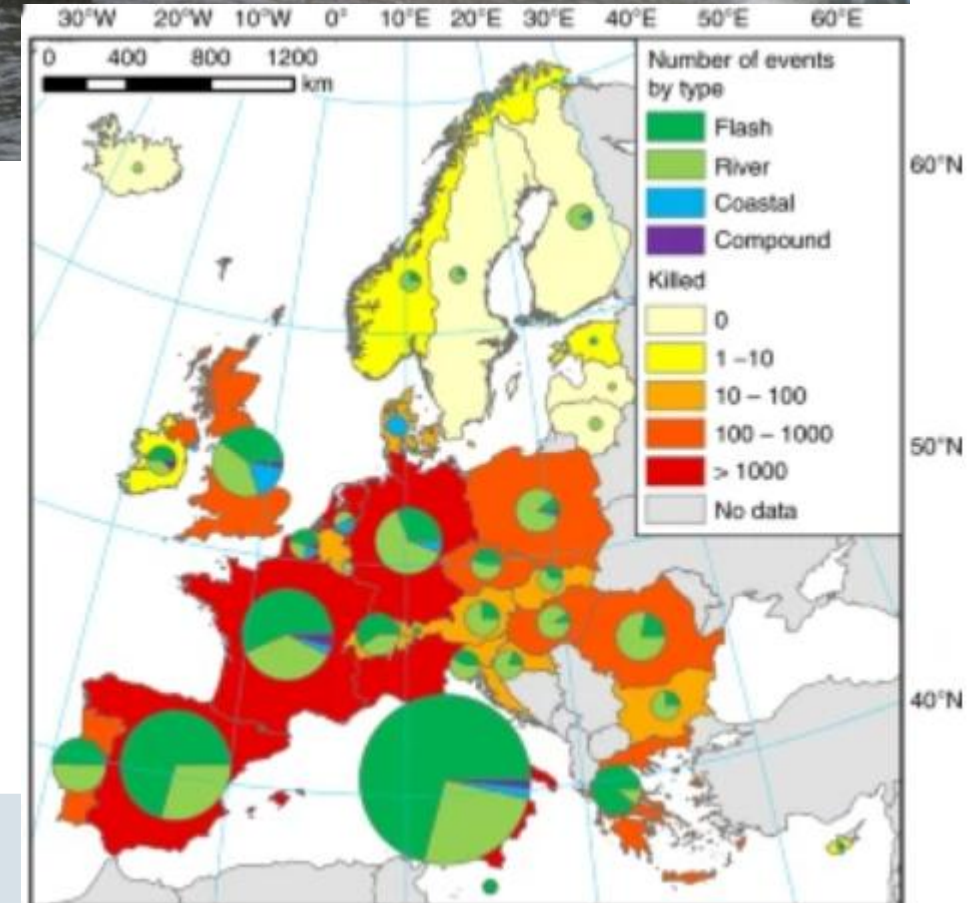 30°W 20°W 10°W 0° 10°E 20°E 30°E 40°E 50°E 60°E
0 400 800 1200
km
Number of events
by type
Flash
River
Coastal
Compound
Killed
0
1 –10
10 – 100
100 – 1000
> 1000
No data
60°N
50°N
40°N